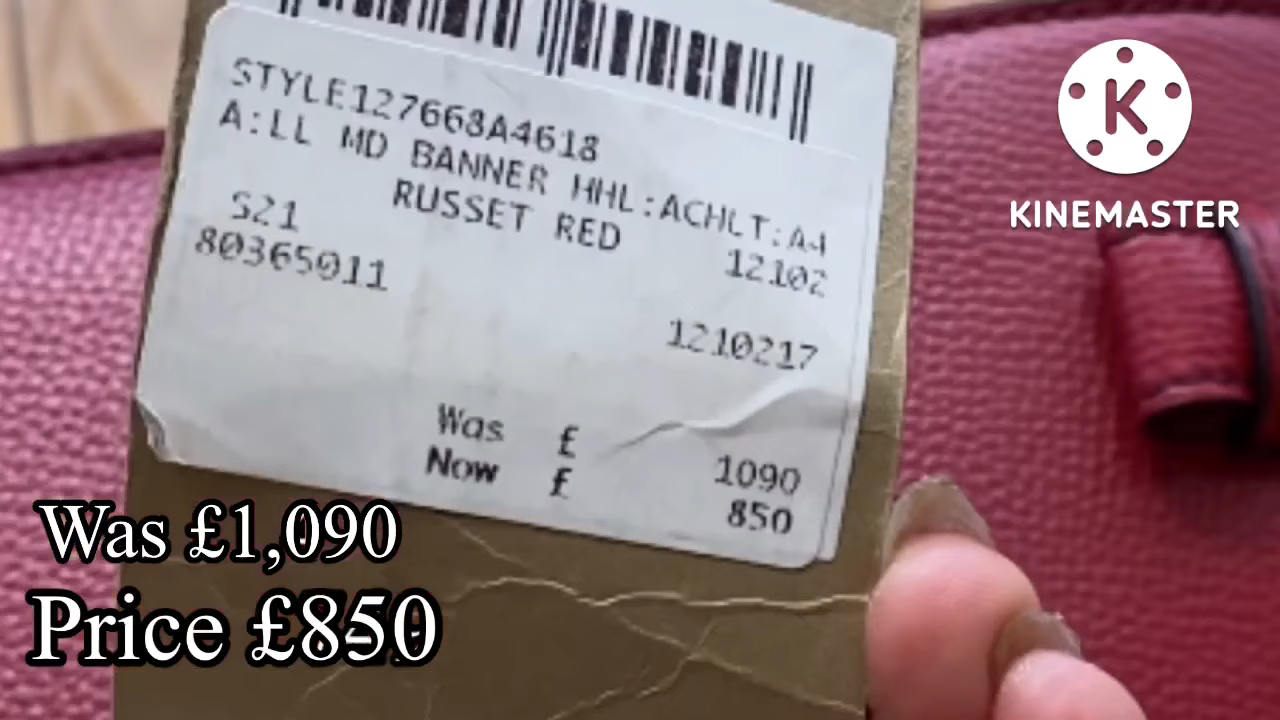 STYLE127668A4618
A:LL MD BANNER HHL:ACHLT:A4
RUSSET RED 12102
S21
80365011
1210217
Was £ 1090
Now £ 850
Was £1,090
Price £850
K
KINEMASTER